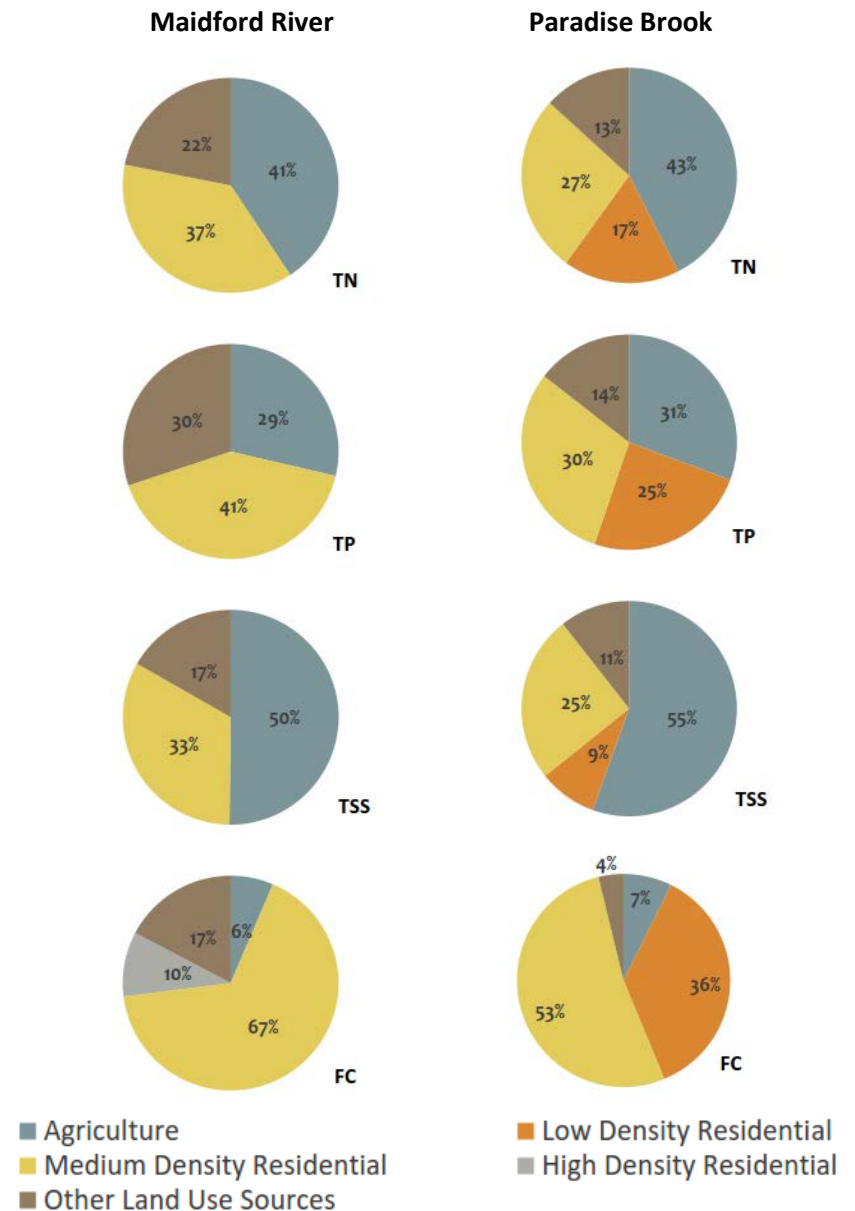 Maidford River
Paradise Brook
22%
41%
37%
TN
13%
43%
27%
17%
TN
30%
29%
41%
TP
14%
31%
30%
25%
TP
17%
50%
33%
TSS
11%
25%
55%
9%
TSS
17%
6%
10%
67%
FC
4%
7%
36%
53%
FC
Agriculture
Low Density Residential
Medium Density Residential
High Density Residential
Other Land Use Sources